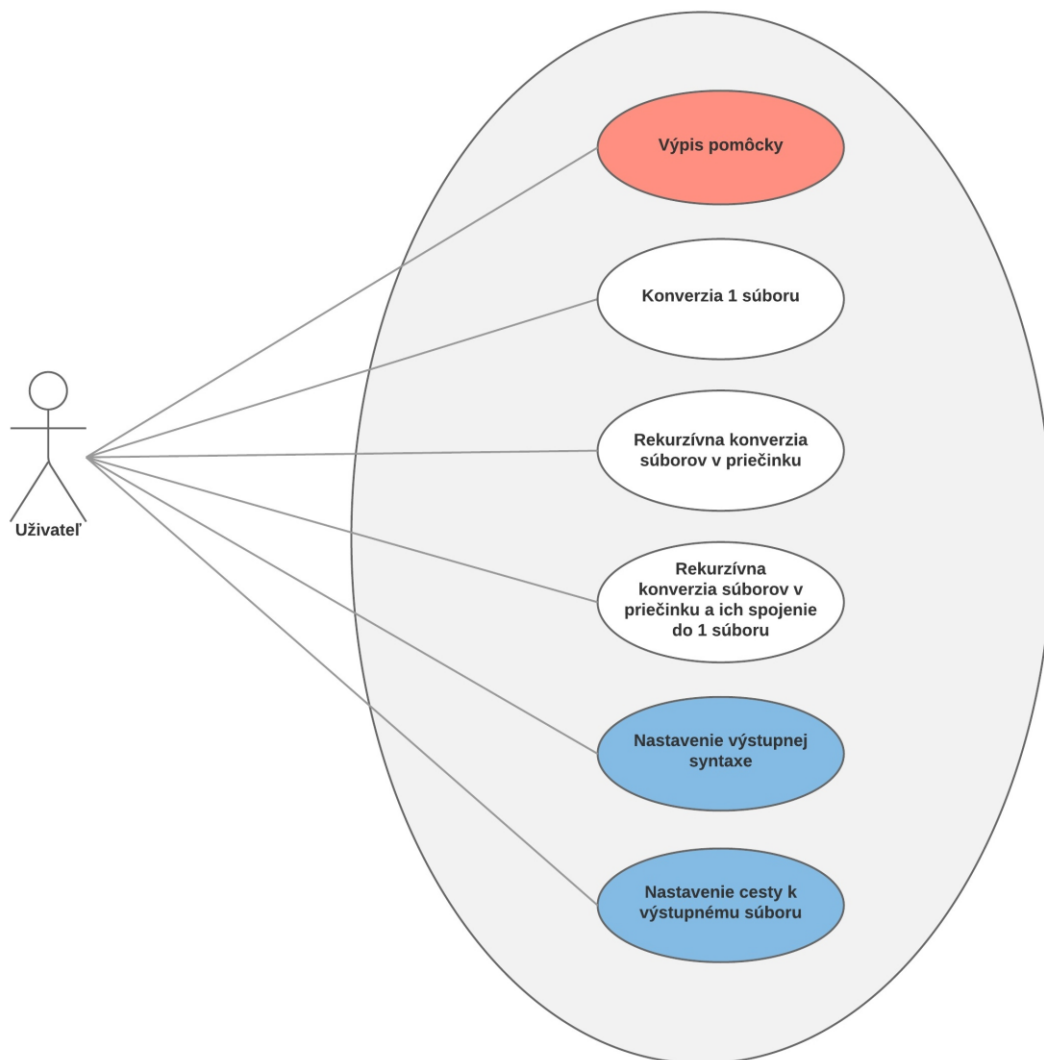 Výpis pomôcky
Konverzia 1 súboru
Rekurzívna konverzia
súborov v priečinku
Užívateľ
Rekurzívna
konverzia súborov v
priečinku a ich spojenie
do 1 súboru
Nastavenie výstupnej
syntaxe
Nastavenie cesty k
výstupnému súboru